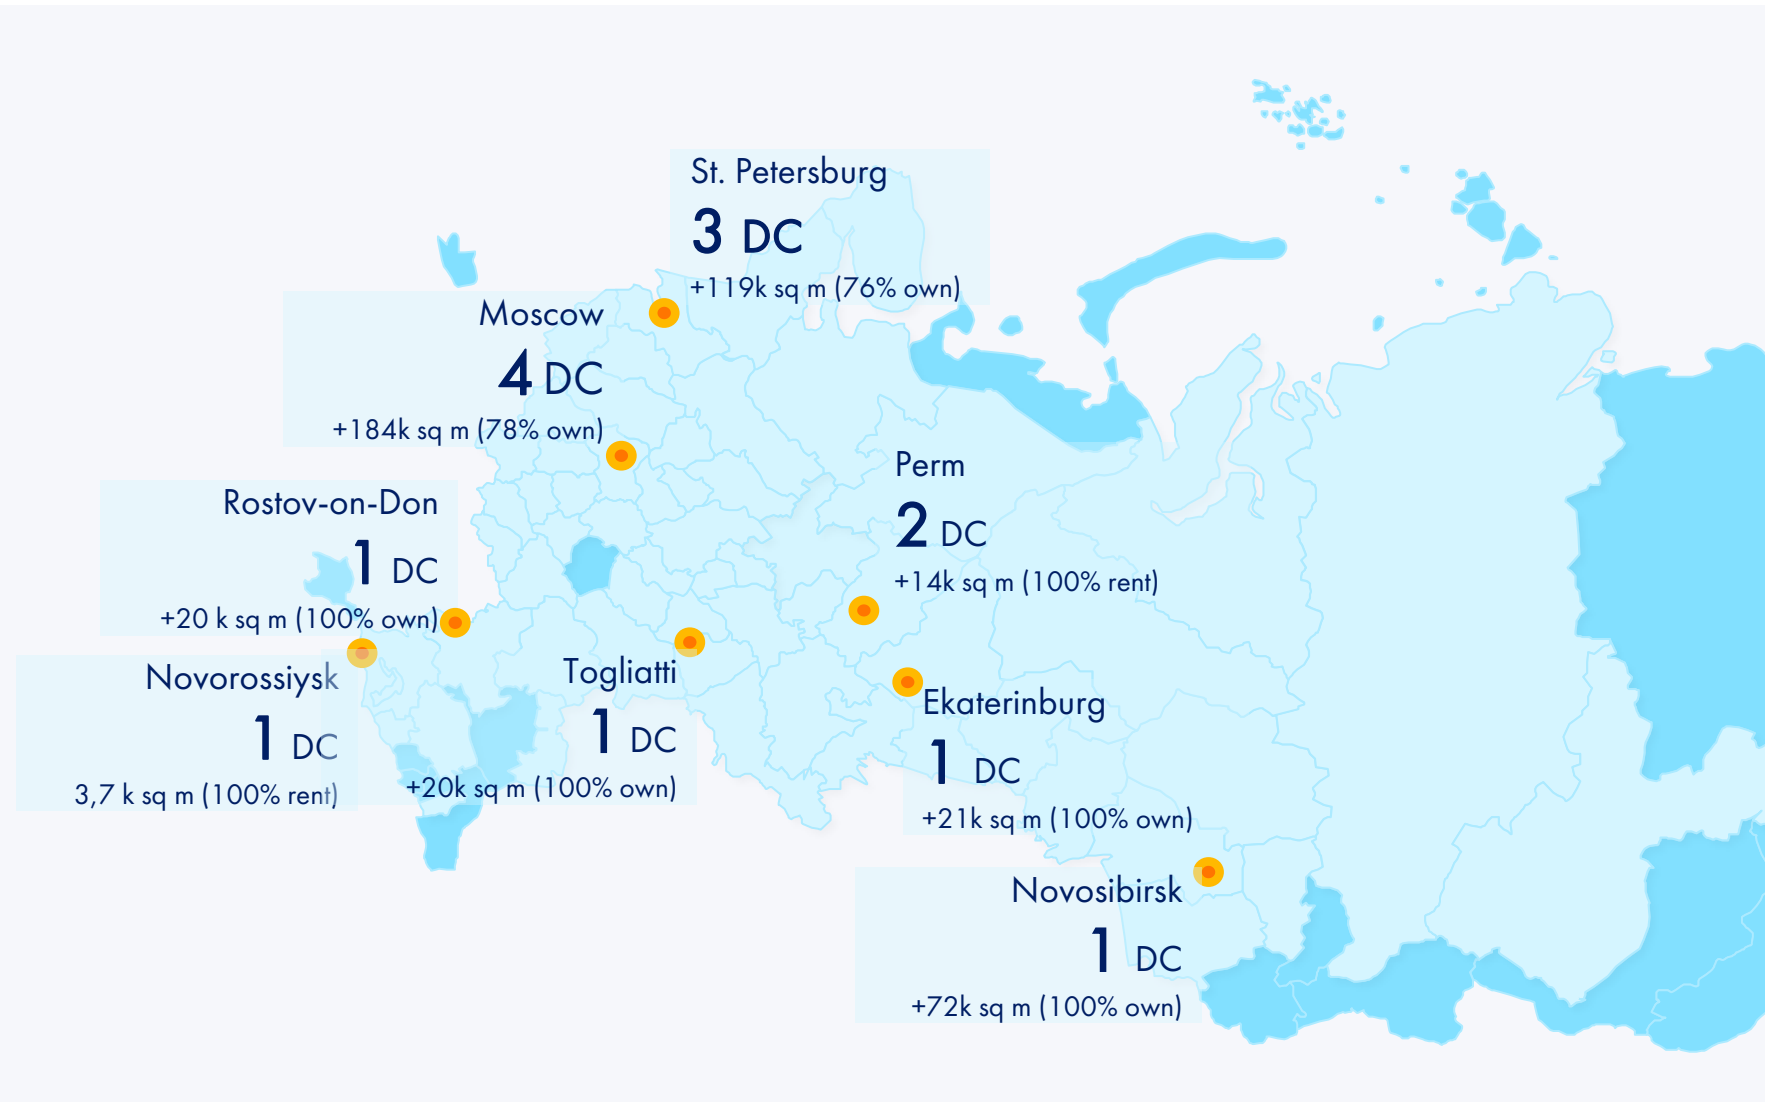 St. Petersburg
3 DC
+119k sq m (76% own)
Moscow
4 DC
+184k sq m (78% own)
Perm
2 DC
+14k sq m (100% rent)
Rostov-on-Don
1 DC
+20 k sq m (100% own)
Novorossiysk
1 DC
3,7 k sq m (100% rent)
Togliatti
1 DC
+20k sq m (100% own)
Ekaterinburg
1 DC
+21k sq m (100% own)
Novosibirsk
1 DC
+72k sq m (100% own)